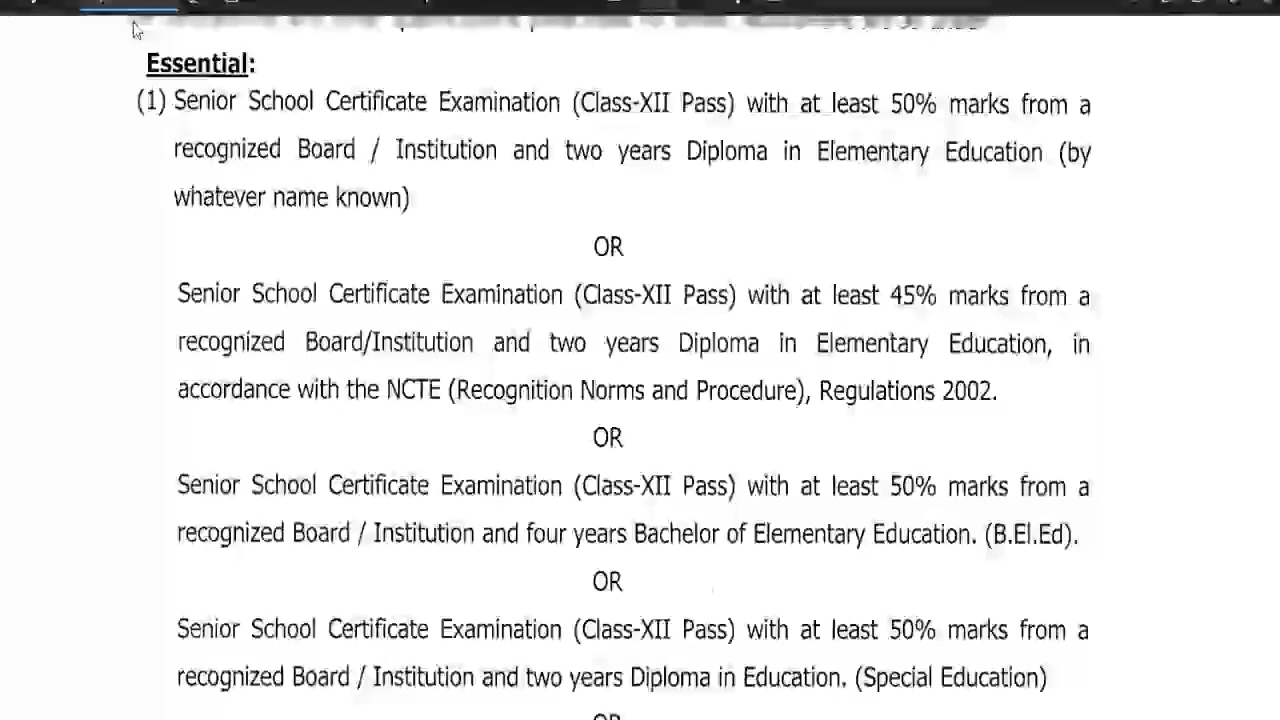 Essential:
(1) Senior School Certificate Examination (Class-XII Pass) with at least 50% marks from a
recognized Board / Institution and two years Diploma in Elementary Education (by
whatever name known)
OR
Senior School Certificate Examination (Class-XII Pass) with at least 45% marks from a
recognized Board/Institution and two years Diploma in Elementary Education, in
accordance with the NCTE (Recognition Norms and Procedure), Regulations 2002.
OR
Senior School Certificate Examination (Class-XII Pass) with at least 50% marks from a
recognized Board / Institution and four years Bachelor of Elementary Education. (B.El.Ed).
OR
Senior School Certificate Examination (Class-XII Pass) with at least 50% marks from a
recognized Board / Institution and two years Diploma in Education. (Special Education)
OR